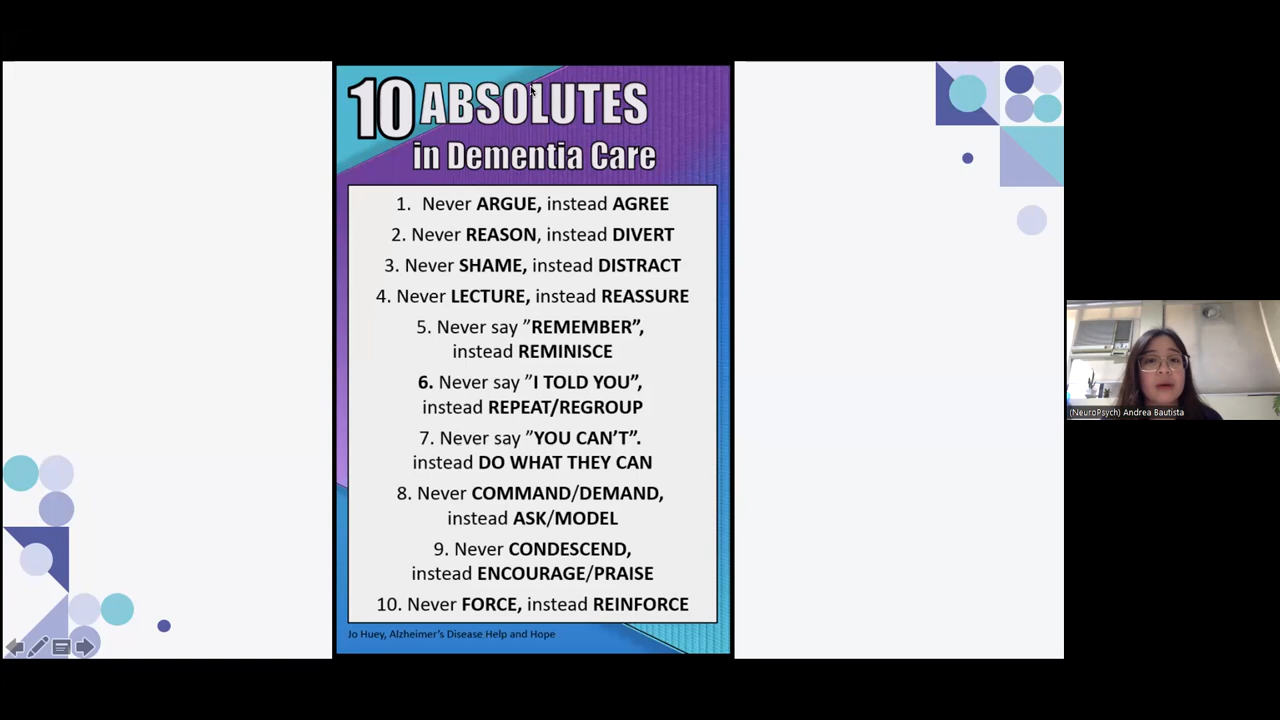 10 ABSOLUTES
in Dementia Care
1. Never ARGUE, instead AGREE
2. Never REASON, instead DIVERT
3. Never SHAME, instead DISTRACT
4. Never LECTURE, instead REASSURE
5. Never say ”REMEMBER”,
instead REMINISCE
6. Never say ”I TOLD YOU”,
instead REPEAT/REGROUP
7. Never say ”YOU CAN’T”.
instead DO WHAT THEY CAN
8. Never COMMAND/DEMAND,
instead ASK/MODEL
9. Never CONDESCEND,
instead ENCOURAGE/PRAISE
10. Never FORCE, instead REINFORCE
Jo Huey, Alzheimer’s Disease Help and Hope
(NeuroPsych) Andrea Bautista